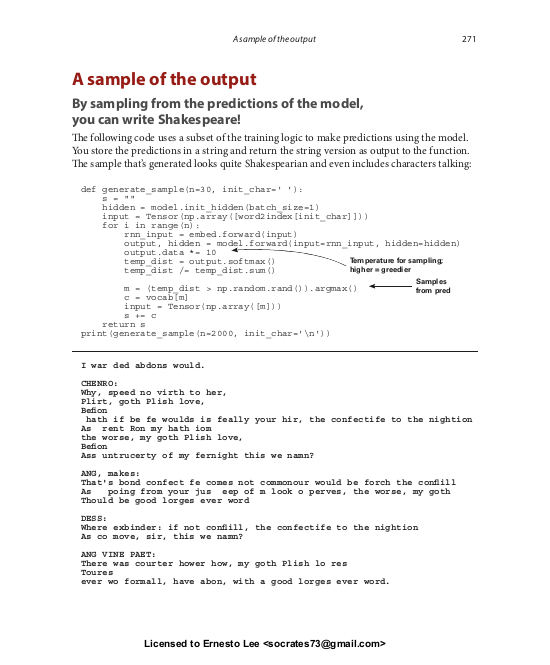 A sample of the output 271
A sample of the output
By sampling from the predictions of the model,
you can write Shakespeare!
The following code uses a subset of the training logic to make predictions using the model.
You store the predictions in a string and return the string version as output to the function.
The sample that's generated looks quite Shakespearian and even includes characters talking:
def generate_sample(n=30, init_char=' '):
    s = ""
    hidden = model.init_hidden(batch_size=1)
    input = Tensor(np.array([word2index[init_char]]))
    for i in range(n):
        rnn_input = embed.forward(input)
        output, hidden = model.forward(input=rnn_input, hidden=hidden)
        output.data *= 10
        temp_dist = output.softmax()
        temp_dist /= temp_dist.sum()
Temperature for sampling;
higher = greedier
        m = (temp_dist > np.random.rand()).argmax()
        c = vocab[m]
        input = Tensor(np.array([m]))
        s += c
    return s
print(generate_sample(n=2000, init_char='\n'))
Samples
from pred
I war ded abdons would.
CHENRO:
Why, speed no virth to her,
Plirt, goth Plish love,
Befion
 hath if be fe woulds is feally your hir, the confectife to the nightion
As  rent Ron my hath iom
the worse, my goth Plish love,
Befion
Ass untrucerty of my fernight this we namn?
ANG, makes:
That's bond confect fe comes not commonour would be forch the conflill
As   poing from your jus  eep of m look o perves, the worse, my goth
Thould be good lorges ever word
DESS:
Where exbinder: if not conflill, the confectife to the nightion
As co move, sir, this we namn?
ANG VINE PAET:
There was courter hower how, my goth Plish lo res
Toures
ever wo formall, have abon, with a good lorges ever word.
Licensed to Ernesto Lee <socrates73@gmail.com>